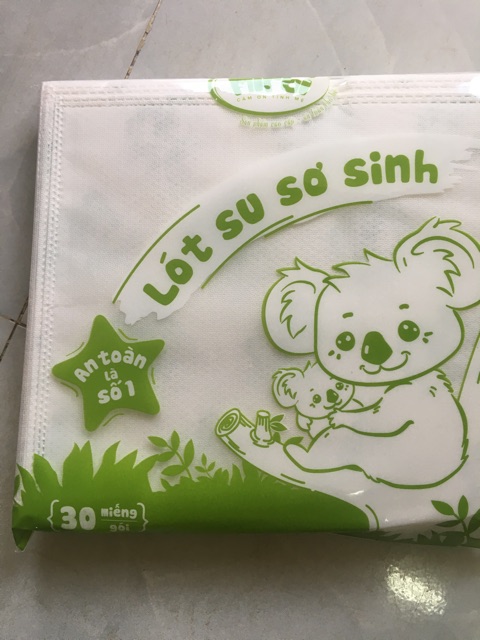 Lót su sơ sinh
An toàn
là
số 1
30 miếng
gói